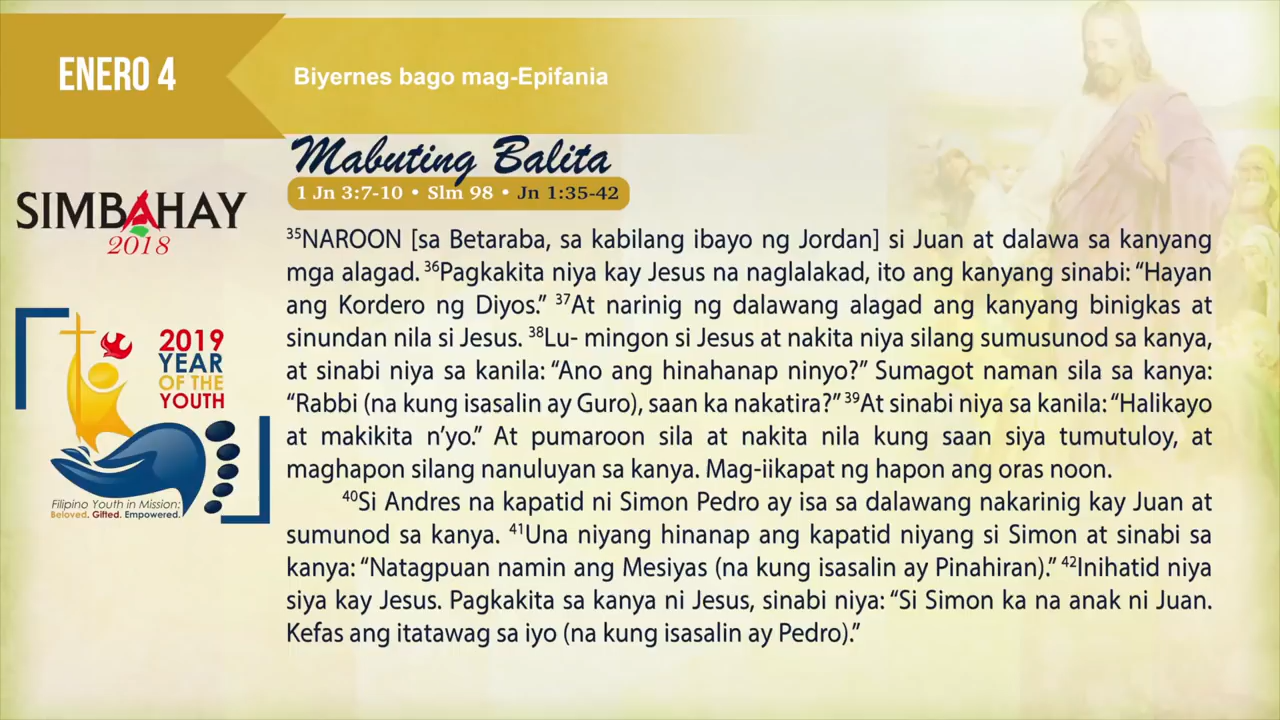 ENERO 4
Biyernes bago mag-Epifania
Mabuting Balita
1 Jn 3:7-10 • Slm 98 • Jn 1:35-42
SIMBAHAY
2018
2019
YEAR
OF THE
YOUTH
Filipino Youth in Mission:
Beloved. Gifted. Empowered.
³⁵NAROON [sa Betaraba, sa kabilang ibayo ng Jordan] si Juan at dalawa sa kanyang
mga alagad. ³⁶Pagkakita niya kay Jesus na naglalakad, ito ang kanyang sinabi: “Hayan
ang Kordero ng Diyos.” ³⁷At narinig ng dalawang alagad ang kanyang binigkas at
sinundan nila si Jesus. ³⁸Lu- mingon si Jesus at nakita niya silang sumusunod sa kanya,
at sinabi niya sa kanila: “Ano ang hinahanap ninyo?” Sumagot naman sila sa kanya:
“Rabbi (na kung isasalin ay Guro), saan ka nakatira?” ³⁹At sinabi niya sa kanila: “Halikayo
at makikita n’yo.” At pumaroon sila at nakita nila kung saan siya tumutuloy, at
maghapon silang nanuluyan sa kanya. Mag-iikapat ng hapon ang oras noon.
⁴⁰Si Andres na kapatid ni Simon Pedro ay isa sa dalawang nakarinig kay Juan at
sumunod sa kanya. ⁴¹Una niyang hinanap ang kapatid niyang si Simon at sinabi sa
kanya: “Natagpuan namin ang Mesiyas (na kung isasalin ay Pinahiran).” ⁴²Inihatid niya
siya kay Jesus. Pagkakita sa kanya ni Jesus, sinabi niya: “Si Simon ka na anak ni Juan.
Kefas ang itatawag sa iyo (na kung isasalin ay Pedro).”